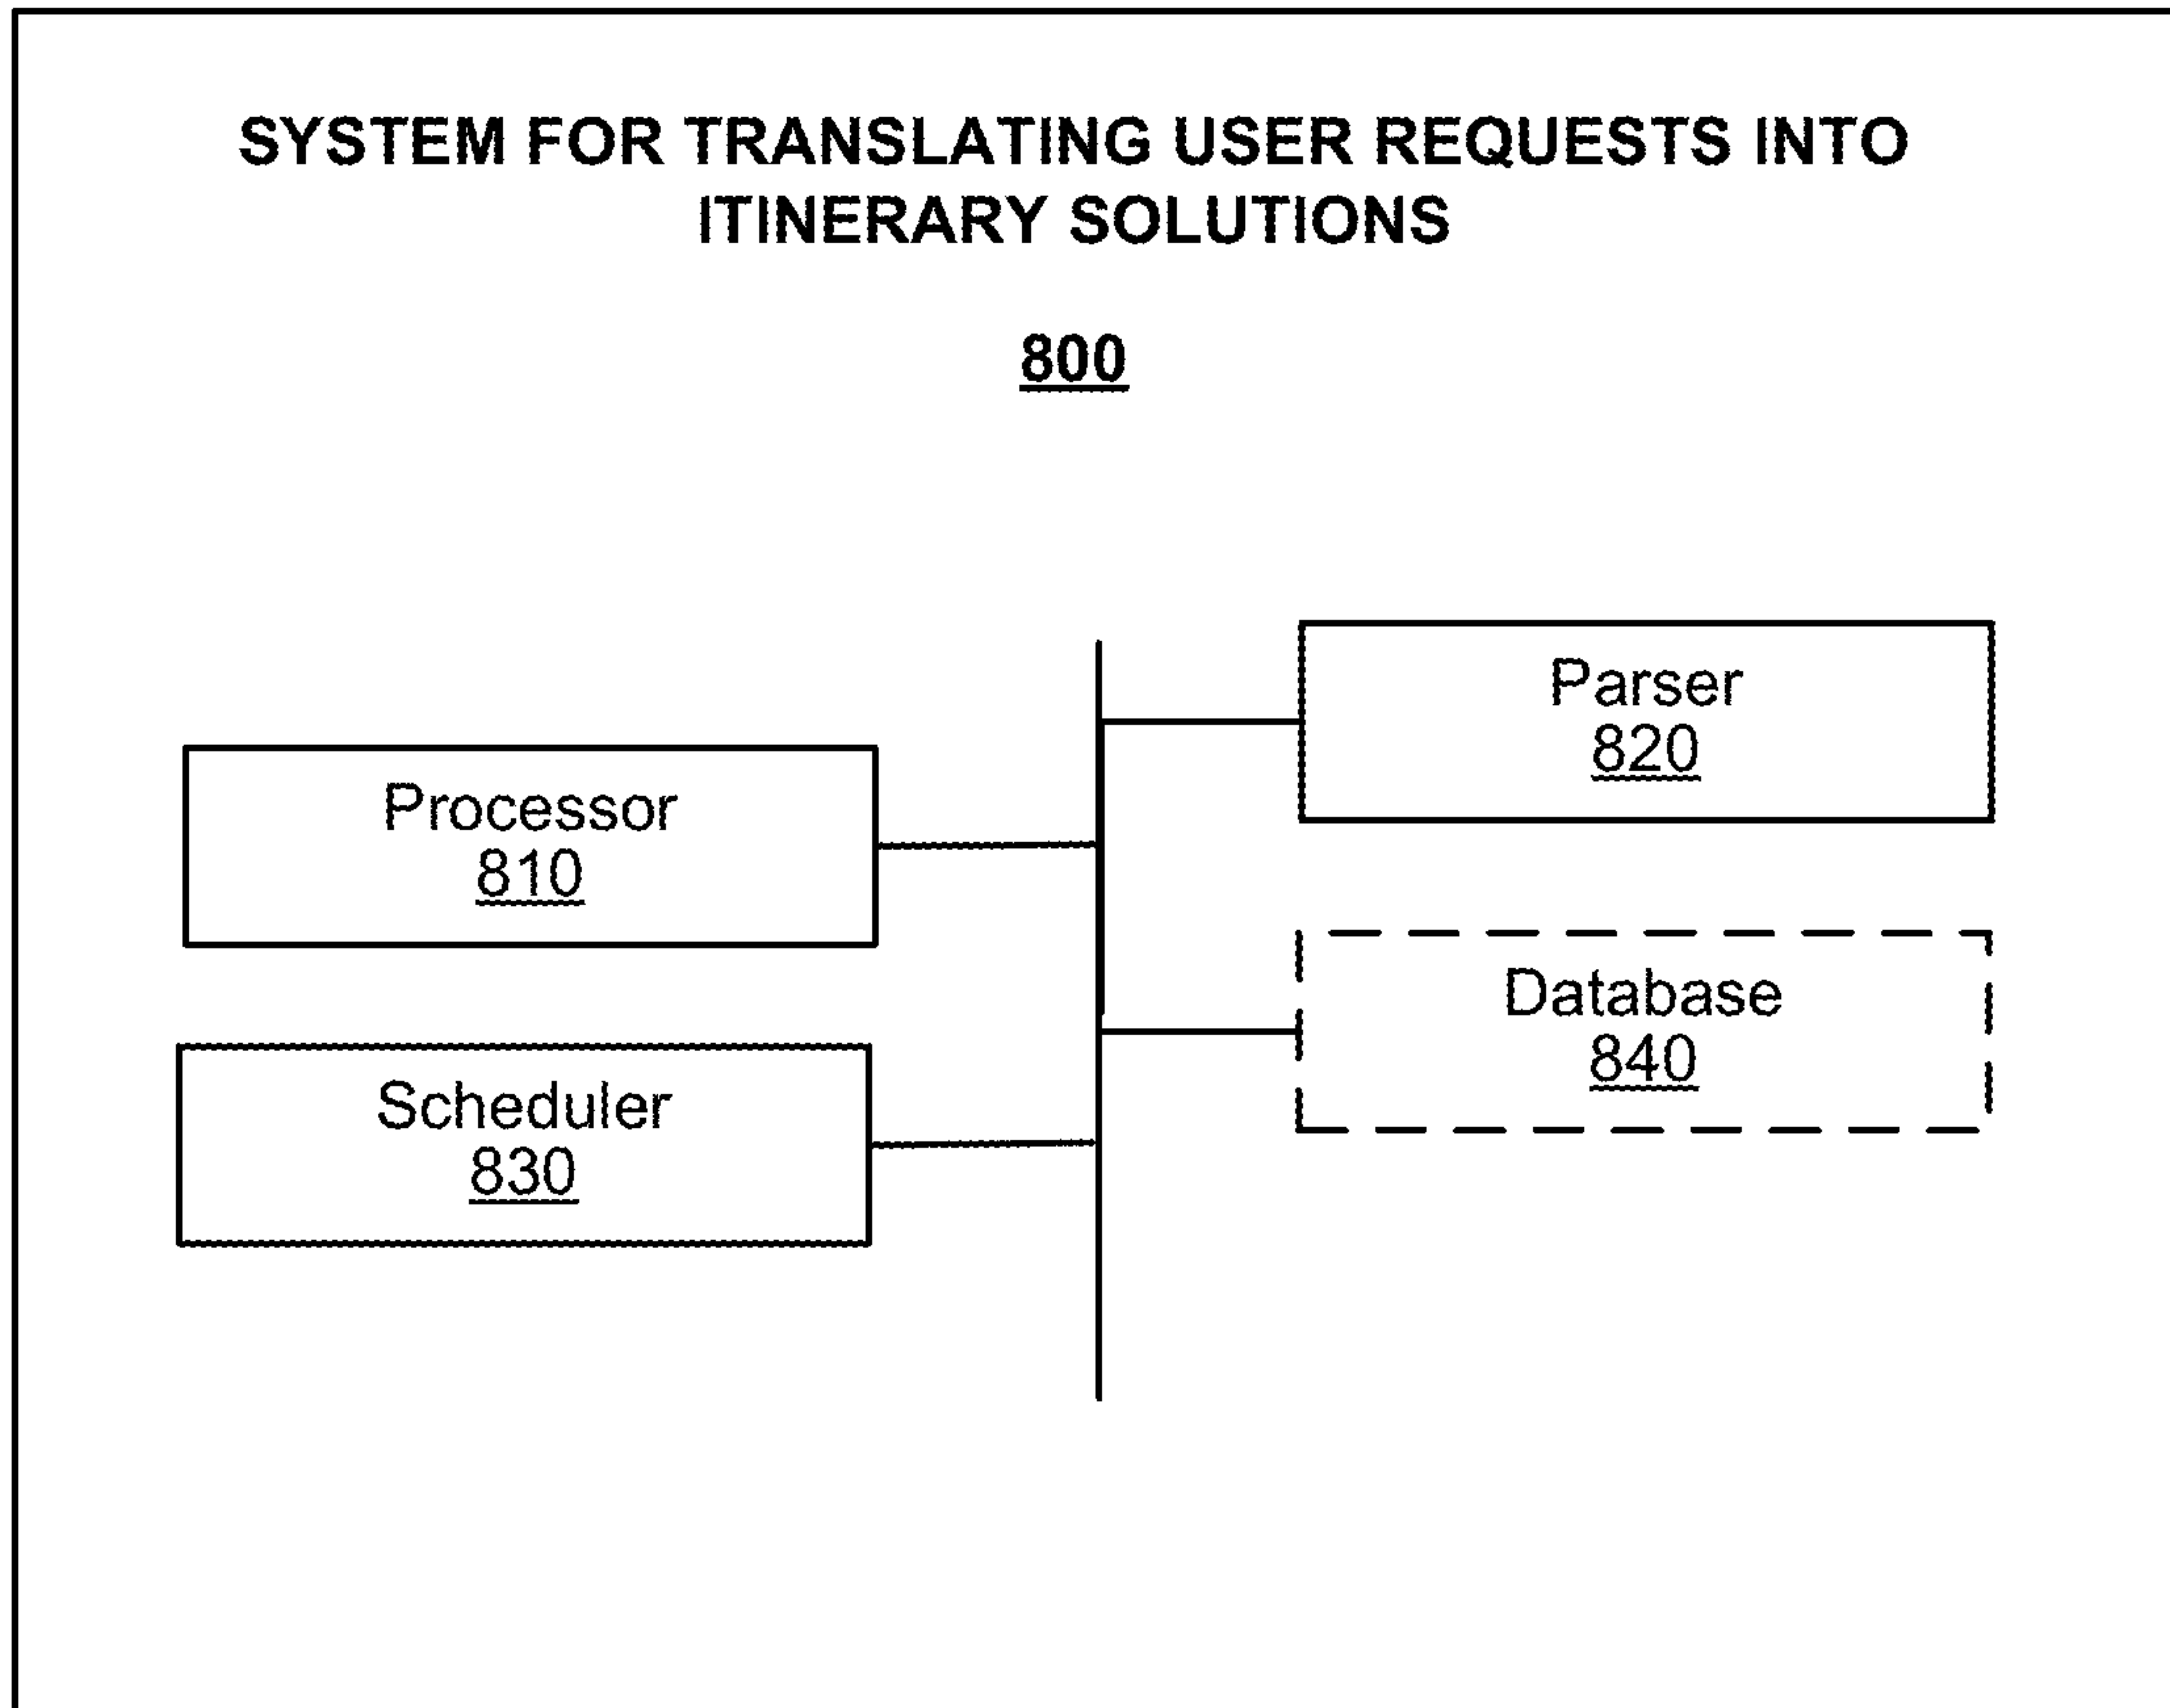 SYSTEM FOR TRANSLATING USER REQUESTS INTO
ITINERARY SOLUTIONS
800
Parser
820
Processor
810
Database
840
Scheduler
830